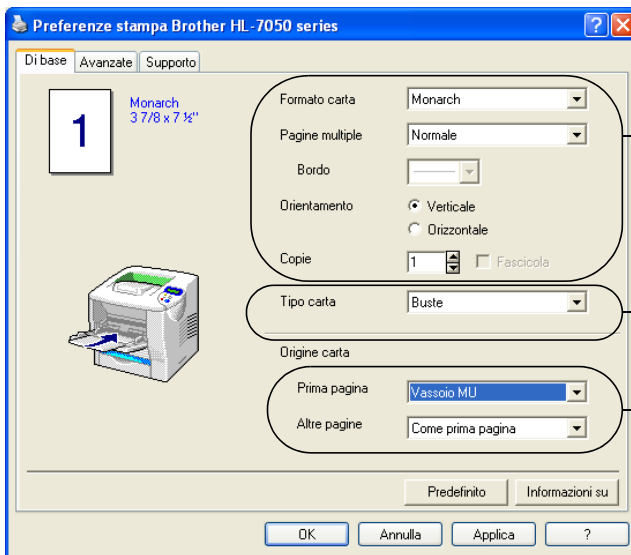 Preferenze stampa Brother HL-7050 series
Di base Avanzate Supporto
1
Monarch
3 7/8 x 7 ½"
Formato carta Monarch
Pagine multiple Normale
Bordo
Orientamento Verticale
Orizzontale
Copie 1 Fascicola
Tipo carta Buste
Origine carta
Prima pagina Vassoio MU
Altre pagine Come prima pagina
Predefinito Informazioni su
OK Annulla Applica ?